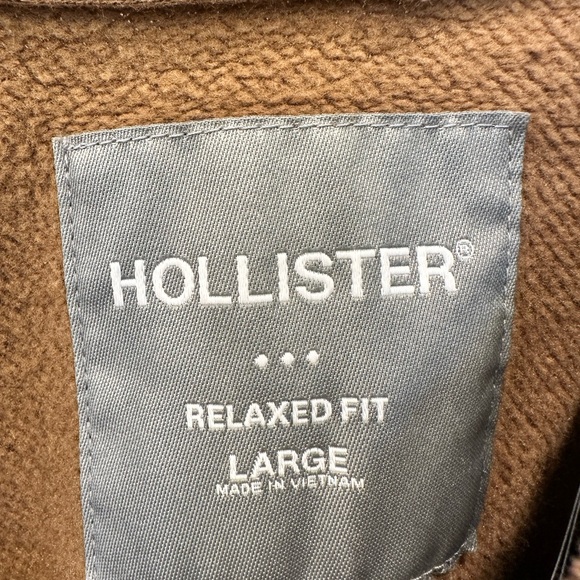 HOLLISTER®
RELAXED FIT
LARGE
MADE IN VIETNAM